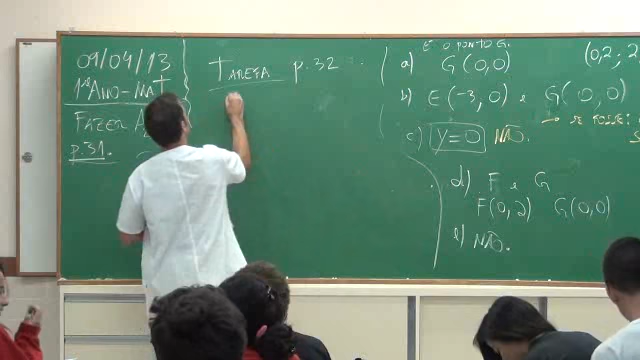 09/04/13
1º ANO - MAT
FAZER
p.31.
TAREFA p.32
É O PONTO G.
a) G(0,0)
(0,2; 2
b) E(-3,0) e G(0,0)
→ SE FOSSE
c) y=0 NÃO.
d) F e G
F(0,2) G(0,0)
e) NÃO.